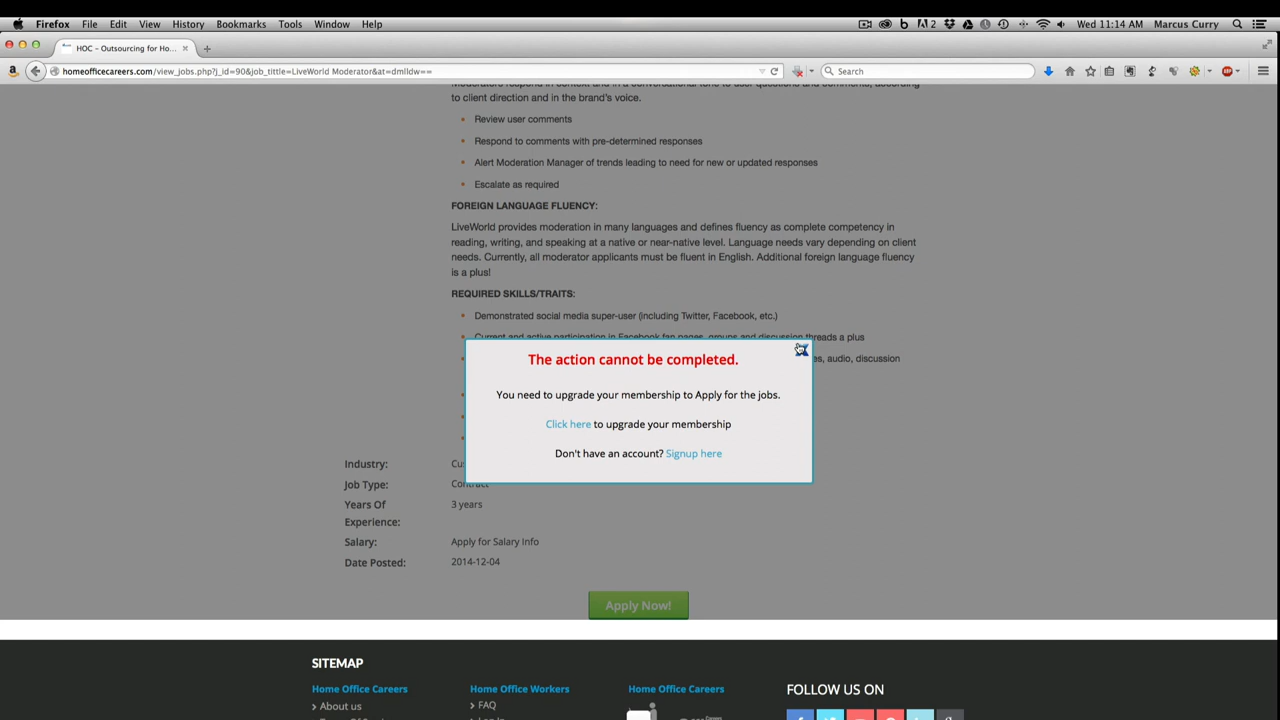 Firefox File Edit View History Bookmarks Tools Window Help 2 Wed 11:14 AM Marcus Curry
HOC - Outsourcing for Ho...
homeofficecareers.com/view_jobs.php?j_id=90&job_tittle=LiveWorld Moderator&at=dmlldw== Search
Moderators respond in context and in a conversational tone to user questions and comments, according
to client direction and in the brand's voice.
Review user comments
Respond to comments with pre-determined responses
Alert Moderation Manager of trends leading to need for new or updated responses
Escalate as required
FOREIGN LANGUAGE FLUENCY:
LiveWorld provides moderation in many languages and defines fluency as complete competency in
reading, writing, and speaking at a native or near-native level. Language needs vary depending on client
needs. Currently, all moderator applicants must be fluent in English. Additional foreign language fluency
is a plus!
REQUIRED SKILLS/TRAITS:
Demonstrated social media super-user (including Twitter, Facebook, etc.)
Current and active participation in Facebook fan pages, groups and discussion threads a plus
audio, discussion
The action cannot be completed.
You need to upgrade your membership to Apply for the jobs.
Click here to upgrade your membership
Don't have an account? Signup here
Industry:
Job Type: Contract
Years Of
Experience: 3 years
Salary: Apply for Salary Info
Date Posted: 2014-12-04
Apply Now!
SITEMAP
Home Office Careers Home Office Workers Home Office Careers FOLLOW US ON
About us FAQ